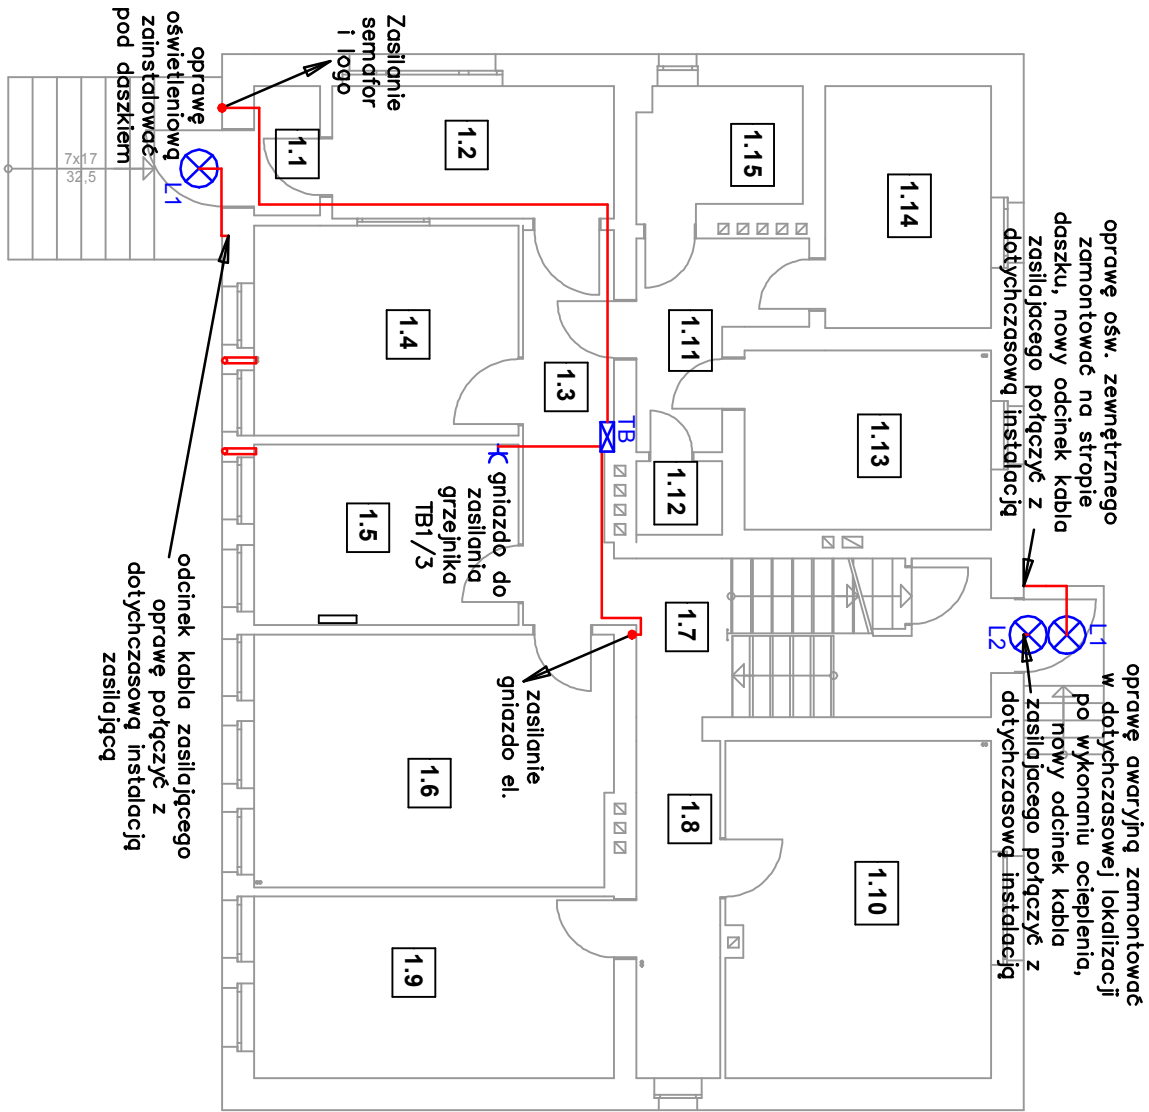 Zasilanie
semafor
i logo
oprawę
oświetleniową
zainstalować
pod daszkiem
7x17
32,5
L1
1.1
1.2
1.15
1.14
1.4
1.3
1.11
1.13
1.12
1.5
TB
gniazdo do
zasilania
grzejnika
TB1/3
oprawę ośw. zewnętrznego
zamontować na stropie
daszku, nowy odcinek kabla
zasilajacego połączyć z
dotychczasową instalacją
odcinek kabla zasilającego
oprawę połączyć z
dotychczasową instalacją
zasilającą
1.7
L1
L2
zasilanie
gniazdo el.
oprawę awaryjną zamontować
w dotychczasowej lokalizacji
po wykonaniu ocieplenia,
nowy odcinek kabla
zasilajacego połączyć z
dotychczasową instalacją
1.6
1.8
1.10
1.9